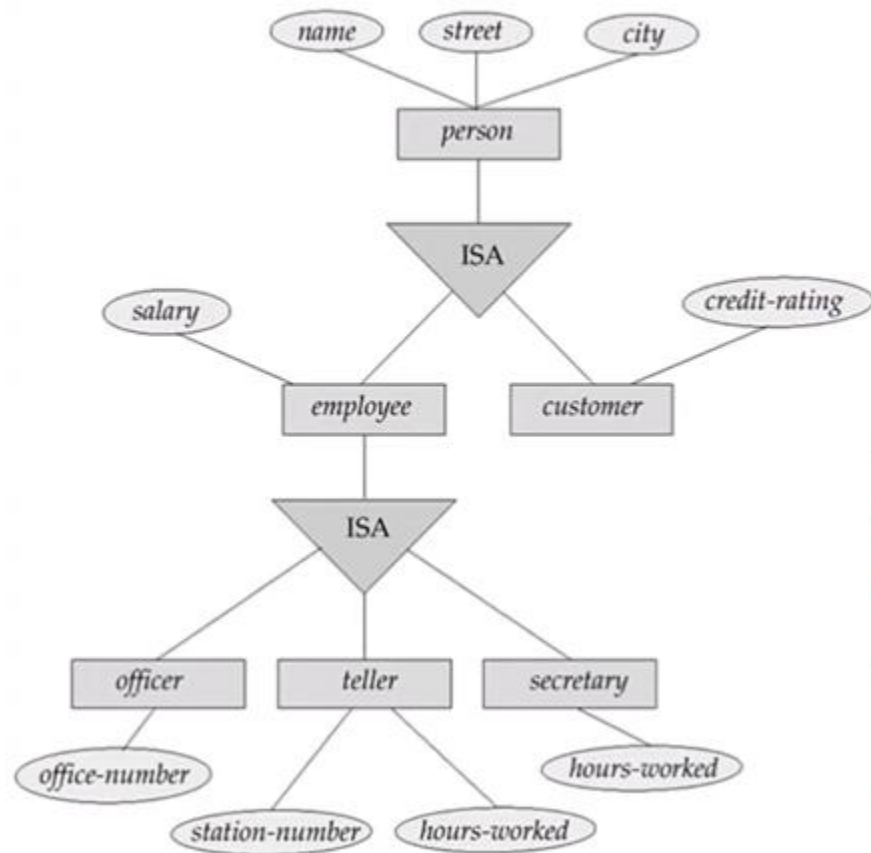 name
street
city
person
ISA
salary
credit-rating
employee
customer
ISA
officer
teller
secretary
office-number
hours-worked
station-number
hours-worked